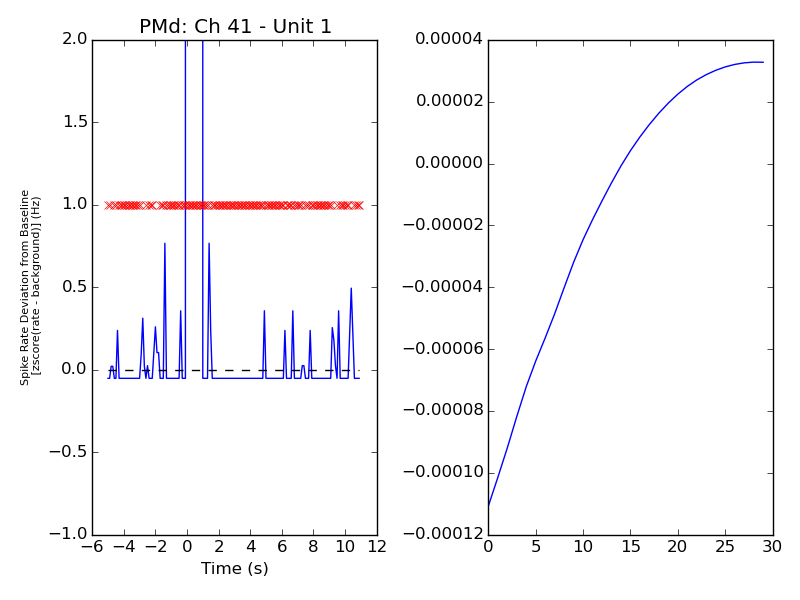 PMd: Ch 41 - Unit 1
2.0
1.5
1.0
0.5
0.0
−0.5
−1.0
Spike Rate Deviation from Baseline
[zscore(rate - background)] (Hz)
−6 −4 −2 0 2 4 6 8 10 12
Time (s)
0.00004
0.00002
0.00000
−0.00002
−0.00004
−0.00006
−0.00008
−0.00010
−0.00012
0 5 10 15 20 25 30